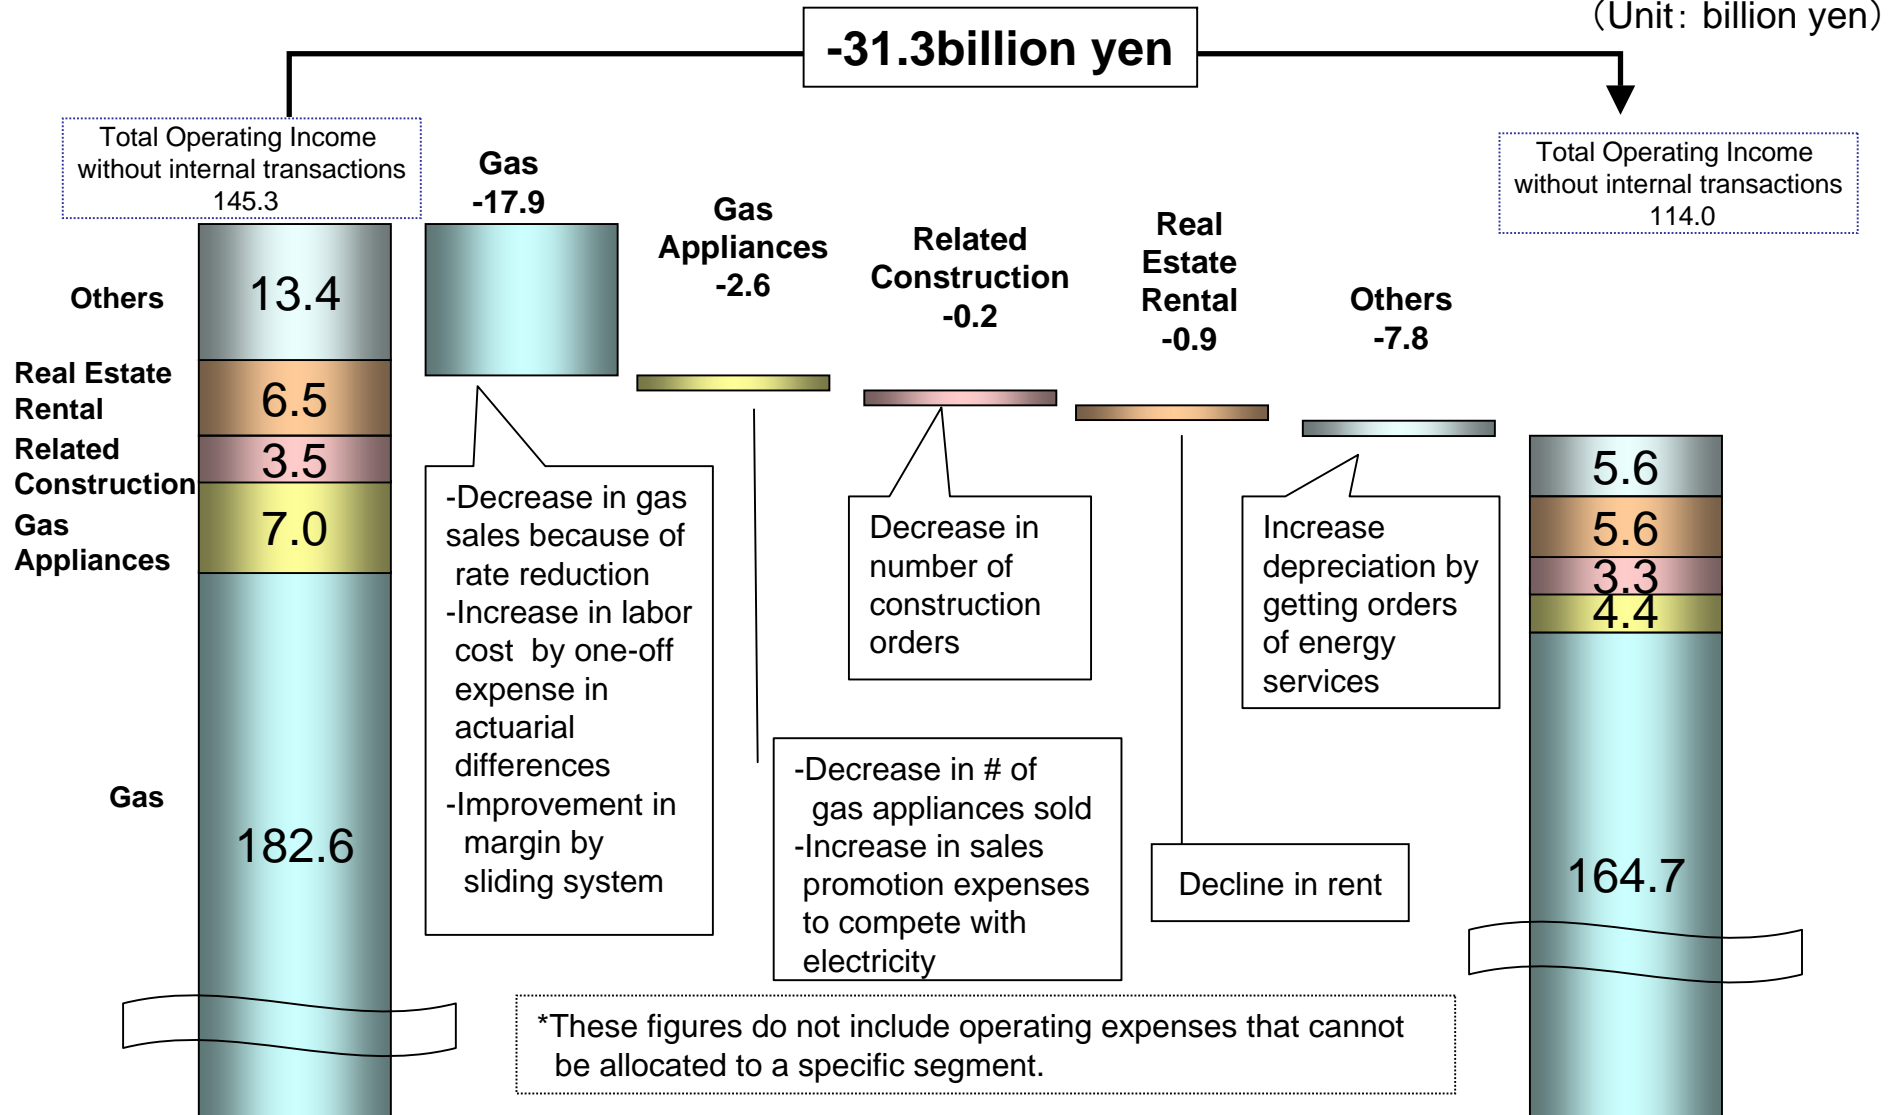 （Unit： billion yen）
-31.3billion yen
Total Operating Income
without internal transactions
145.3
Total Operating Income
without internal transactions
114.0
Gas
-17.9
Gas
Appliances
-2.6
Related
Construction
-0.2
Real
Estate
Rental
-0.9
Others
-7.8
Others
13.4
Real Estate
Rental
6.5
Related
Construction
3.5
Gas
Appliances
7.0
Gas
182.6
-Decrease in gas
sales because of
rate reduction
-Increase in labor
cost by one-off
expense in
actuarial
differences
-Improvement in
margin by
sliding system
-Decrease in # of
gas appliances sold
-Increase in sales
promotion expenses
to compete with
electricity
Decrease in
number of
construction
orders
Decline in rent
Increase
depreciation by
getting orders
of energy
services
5.6
5.6
3.3
4.4
164.7
*These figures do not include operating expenses that cannot
be allocated to a specific segment.